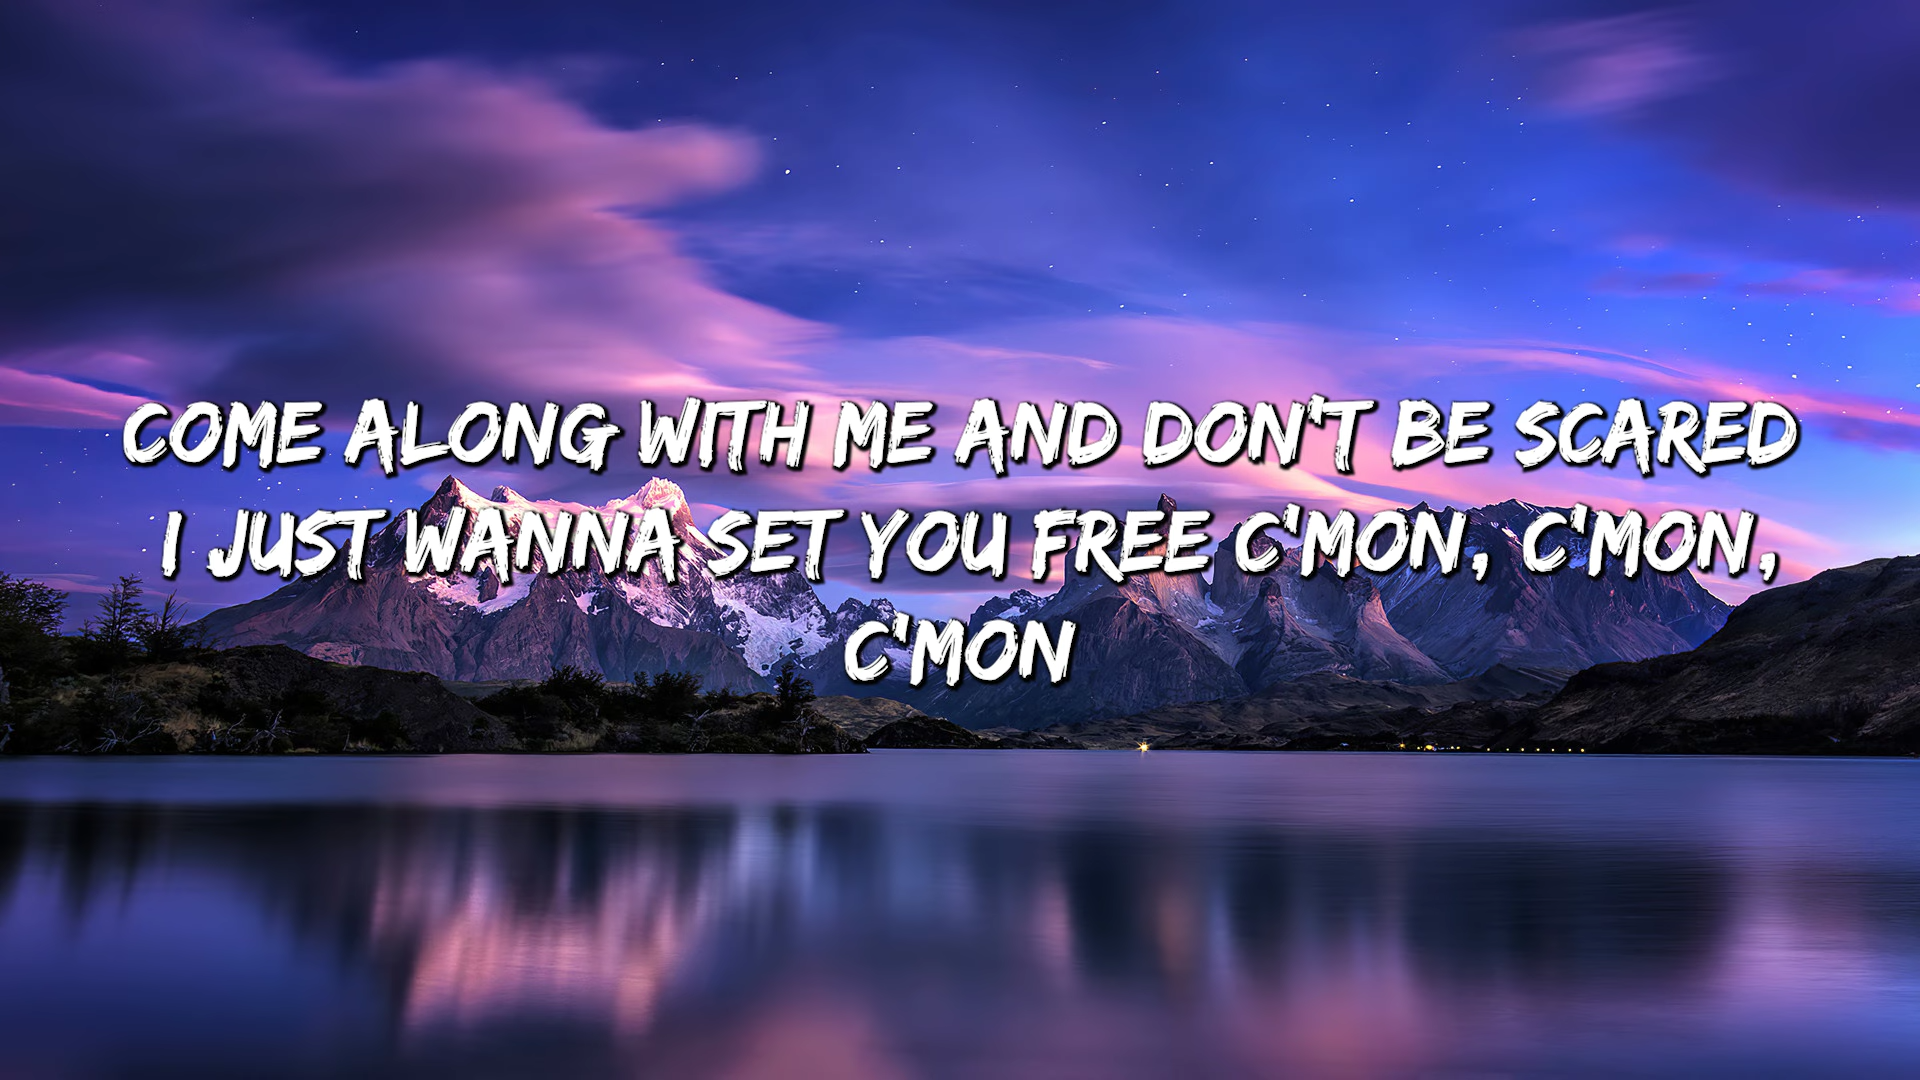 COME ALONG WITH ME AND DON'T BE SCARED
I JUST WANNA SET YOU FREE C'MON, C'MON,
C'MON